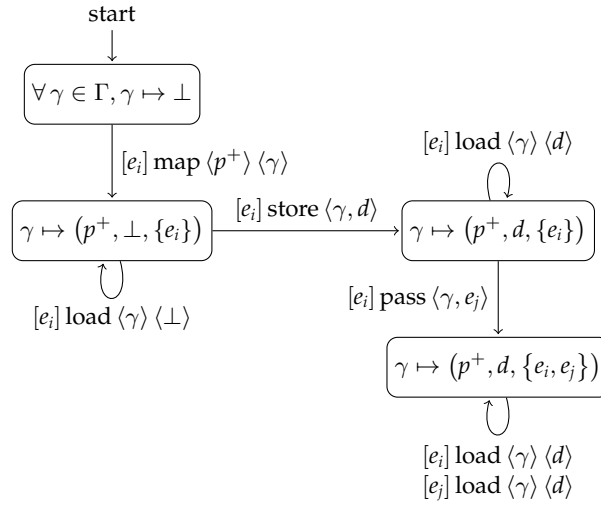 start
∀ γ ∈ Γ, γ ↦ ⊥
[e_i] map ⟨p⁺⟩ ⟨γ⟩
[e_i] load ⟨γ⟩ ⟨d⟩
γ ↦ (p⁺, ⊥, {e_i})
[e_i] store ⟨γ, d⟩
γ ↦ (p⁺, d, {e_i})
[e_i] load ⟨γ⟩ ⟨⊥⟩
[e_i] pass ⟨γ, e_j⟩
γ ↦ (p⁺, d, {e_i, e_j})
[e_i] load ⟨γ⟩ ⟨d⟩
[e_j] load ⟨γ⟩ ⟨d⟩